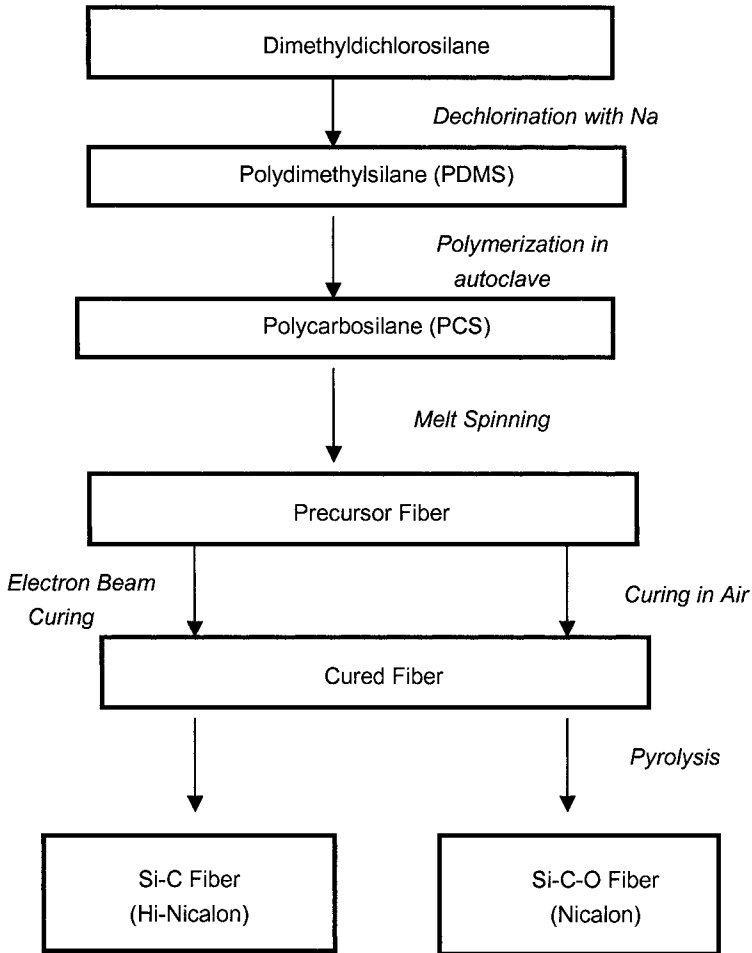 Dimethyldichlorosilane
Dechlorination with Na
Polydimethylsilane (PDMS)
Polymerization in
autoclave
Polycarbosilane (PCS)
Melt Spinning
Precursor Fiber
Electron Beam
Curing
Curing in Air
Cured Fiber
Pyrolysis
Si-C Fiber
(Hi-Nicalon)
Si-C-O Fiber
(Nicalon)